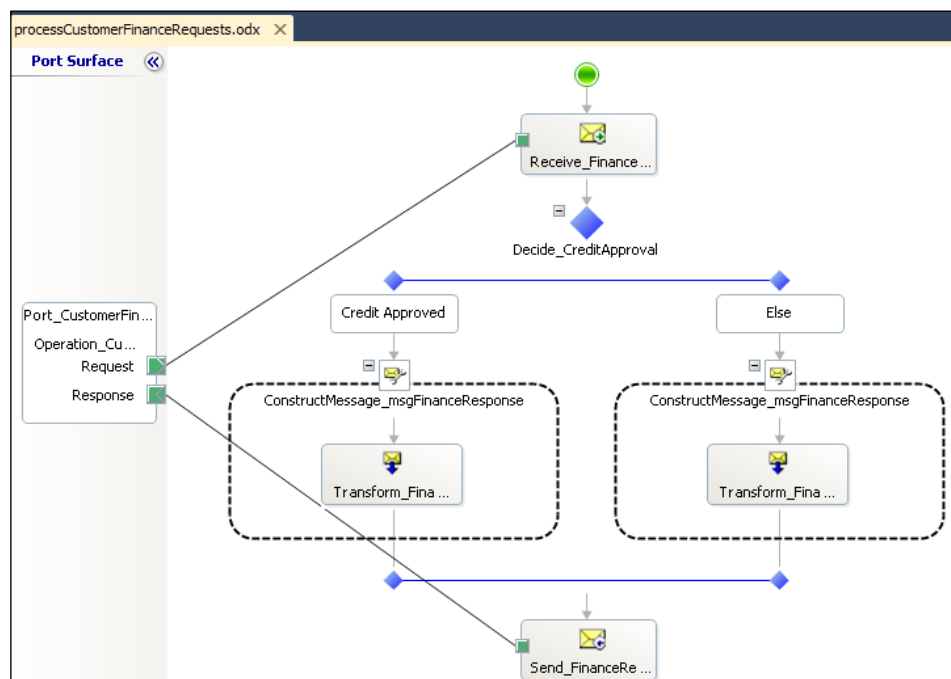 processCustomerFinanceRequests.odx
Port Surface
Receive_Finance ...
Decide_CreditApproval
Port_CustomerFin...
Operation_Cu ...
Request
Response
Credit Approved
Else
ConstructMessage_msgFinanceResponse
ConstructMessage_msgFinanceResponse
Transform_Fina ...
Transform_Fina ...
Send_FinanceRe ...